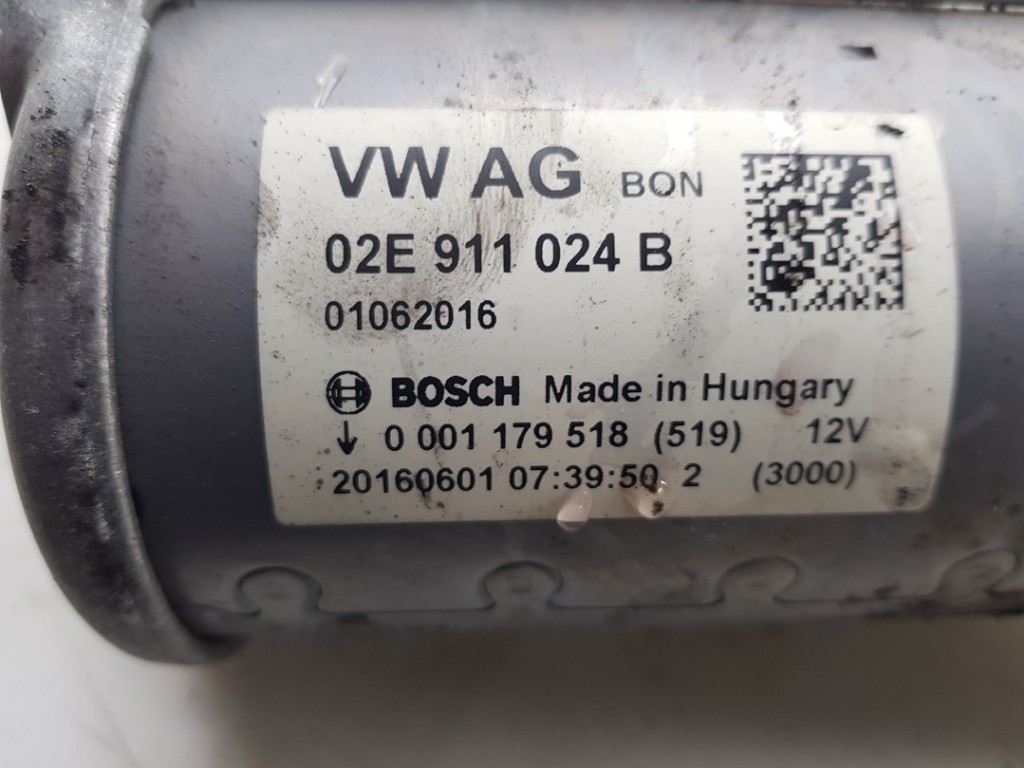 VW AG BON
02E 911 024 B
01062016
BOSCH Made in Hungary
↓ 0 001 179 518 (519) 12V
20160601 07:39:50 2 (3000)